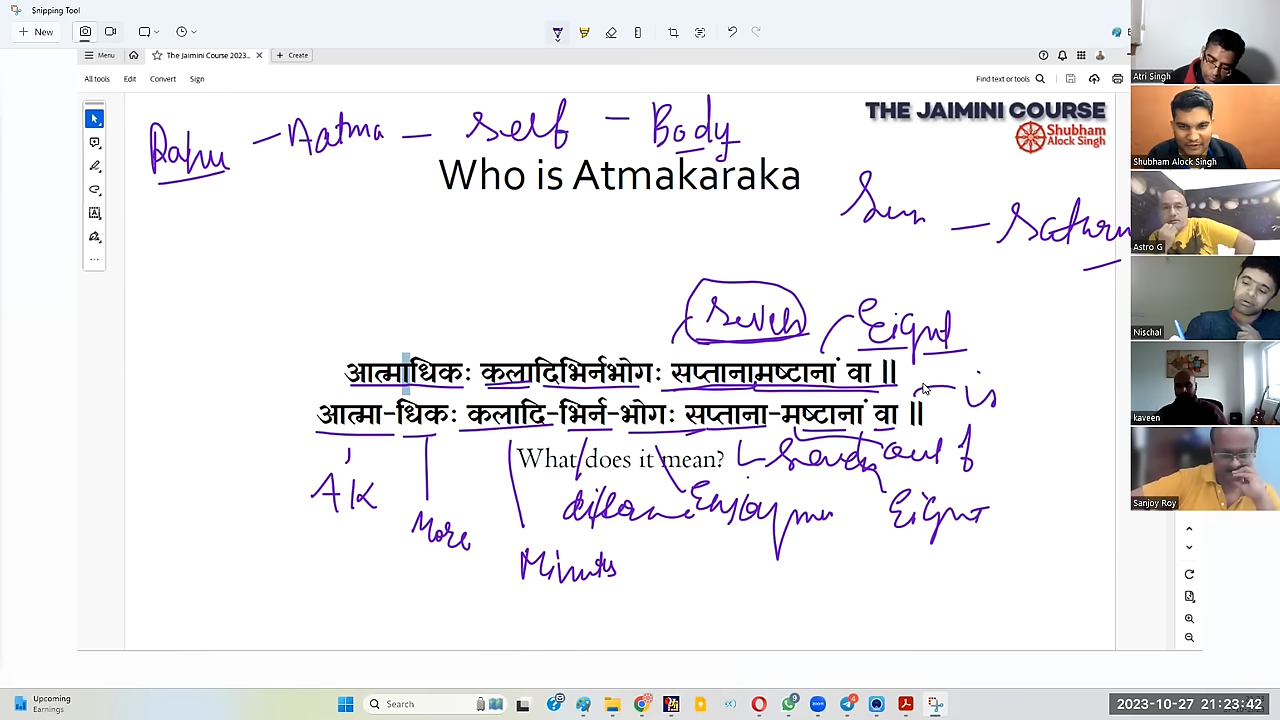 Snipping Tool
+ New
Menu
The Jaimini Course 2023...
+ Create
All tools Edit Convert Sign
Find text or tools
THE JAIMINI COURSE
Shubham
Alock Singh
Rahu - Aatma - Self - Body
Who is Atmakaraka
Sun - Saturn
Seven
Eight
आत्माधिकः कलादिभिर्नभोगः सप्तानामष्टानां वा ॥
is
आत्मा-धिकः कलादि-भिर्न-भोगः सप्ताना-मष्टानां वा ॥
What does it mean?
Seven out of
Eight
AK
More
Minutes
Atri Singh
Shubham Alock Singh
Astro G
Nischal
kaveen
Sanjoy Roy
Upcoming
Earnings
Search
9
4
2023-10-27 21:23:42